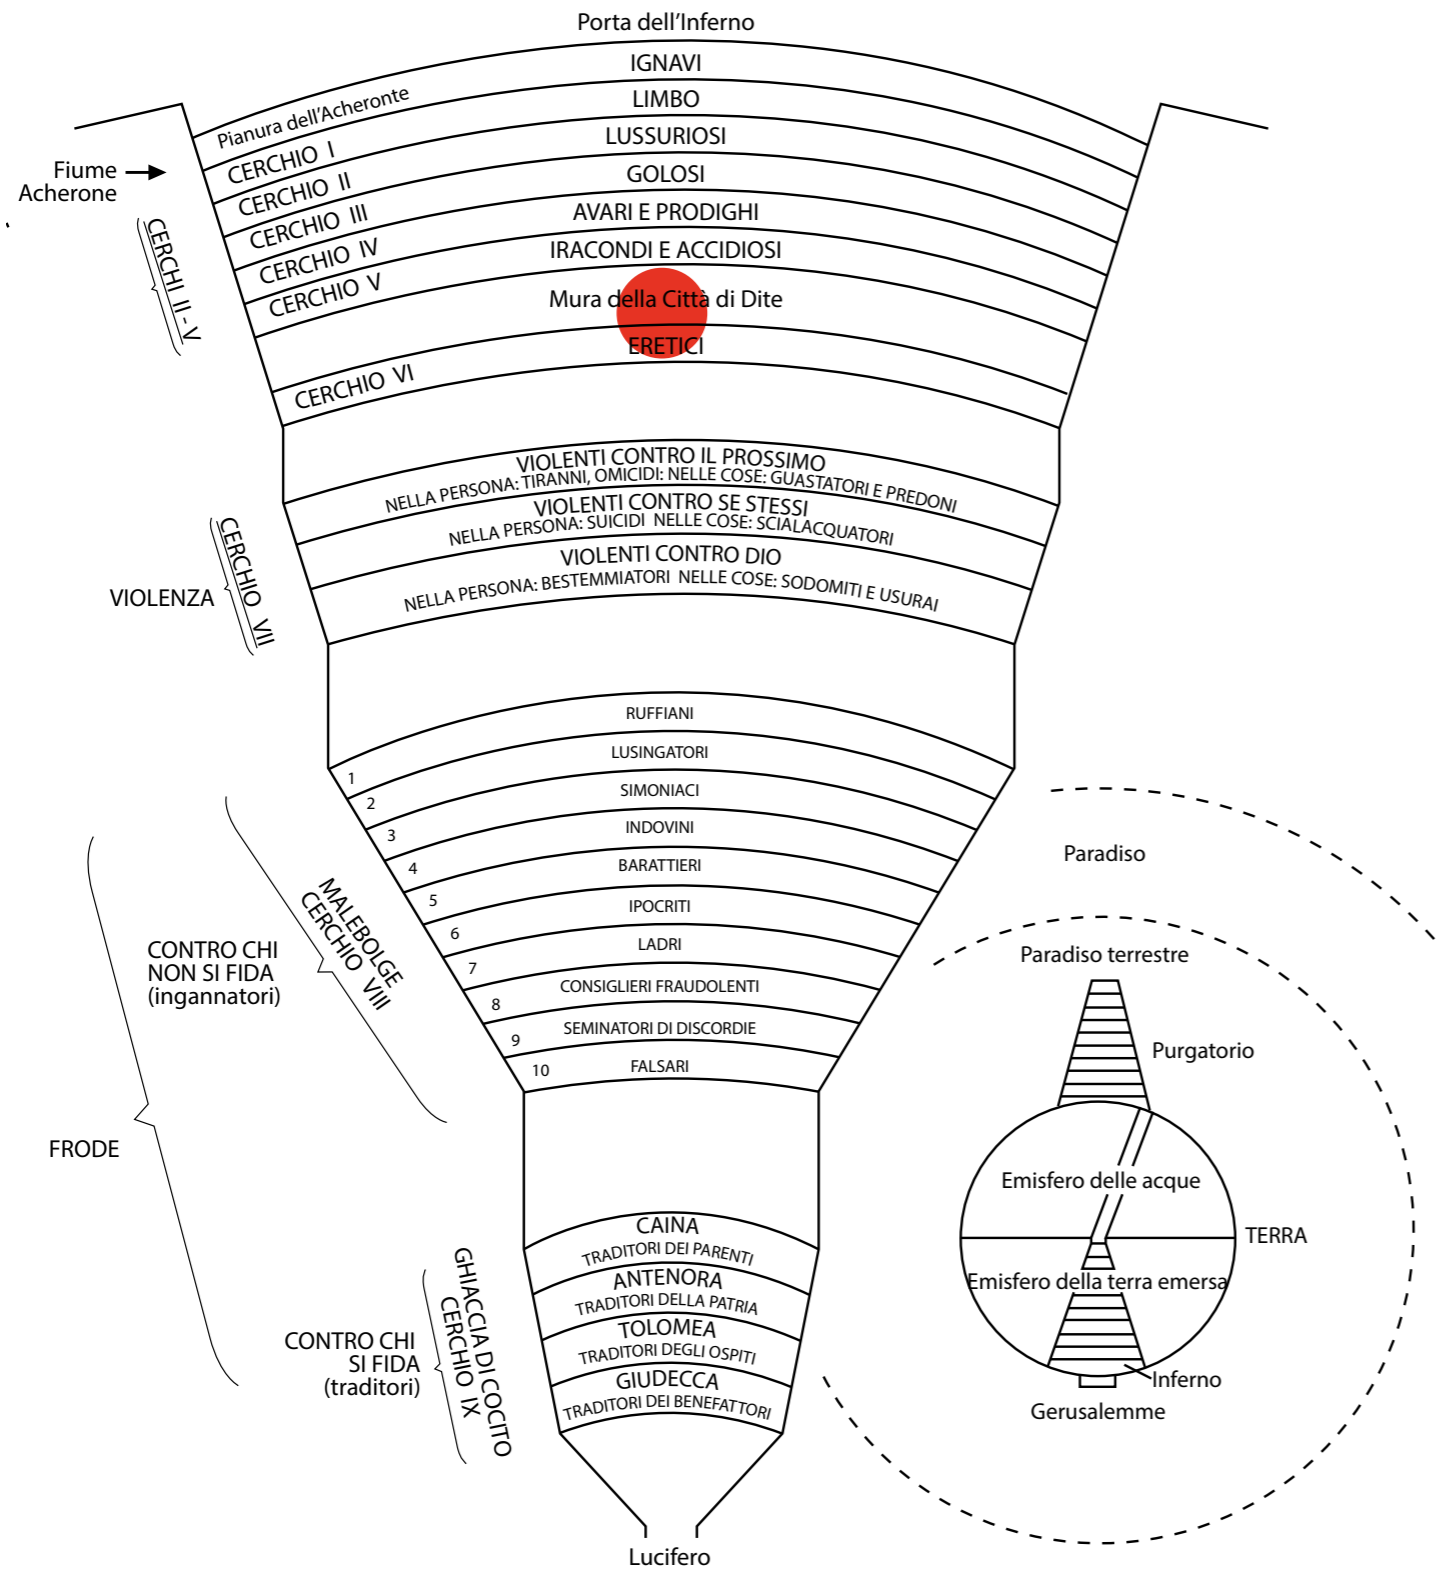 Porta dell'Inferno
IGNAVI
Pianura dell'Acheronte
LIMBO
CERCHIO I
LUSSURIOSI
CERCHIO II
GOLOSI
CERCHIO III
AVARI E PRODIGHI
CERCHIO IV
IRACONDI E ACCIDIOSI
CERCHIO V
Mura della Città di Dite
ERETICI
CERCHIO VI
Fiume
Acherone
CERCHI II - V
VIOLENTI CONTRO IL PROSSIMO
NELLA PERSONA: TIRANNI, OMICIDI: NELLE COSE: GUASTATORI E PREDONI
VIOLENTI CONTRO SE STESSI
NELLA PERSONA: SUICIDI NELLE COSE: SCIALACQUATORI
VIOLENTI CONTRO DIO
NELLA PERSONA: BESTEMMIATORI NELLE COSE: SODOMITI E USURAI
CERCHIO VII
VIOLENZA
RUFFIANI
1
LUSINGATORI
2
SIMONIACI
3
INDOVINI
4
BARATTIERI
5
IPOCRITI
6
LADRI
7
CONSIGLIERI FRAUDOLENTI
8
SEMINATORI DI DISCORDIE
9
FALSARI
10
MALEBOLGE
CERCHIO VIII
CONTRO CHI
NON SI FIDA
(ingannatori)
FRODE
CAINA
TRADITORI DEI PARENTI
ANTENORA
TRADITORI DELLA PATRIA
TOLOMEA
TRADITORI DEGLI OSPITI
GIUDECCA
TRADITORI DEI BENEFATTORI
GHIACCIA DI COCITO
CERCHIO IX
CONTRO CHI
SI FIDA
(traditori)
Lucifero
Paradiso
Paradiso terrestre
Purgatorio
Emisfero delle acque
TERRA
Emisfero della terra emersa
Inferno
Gerusalemme